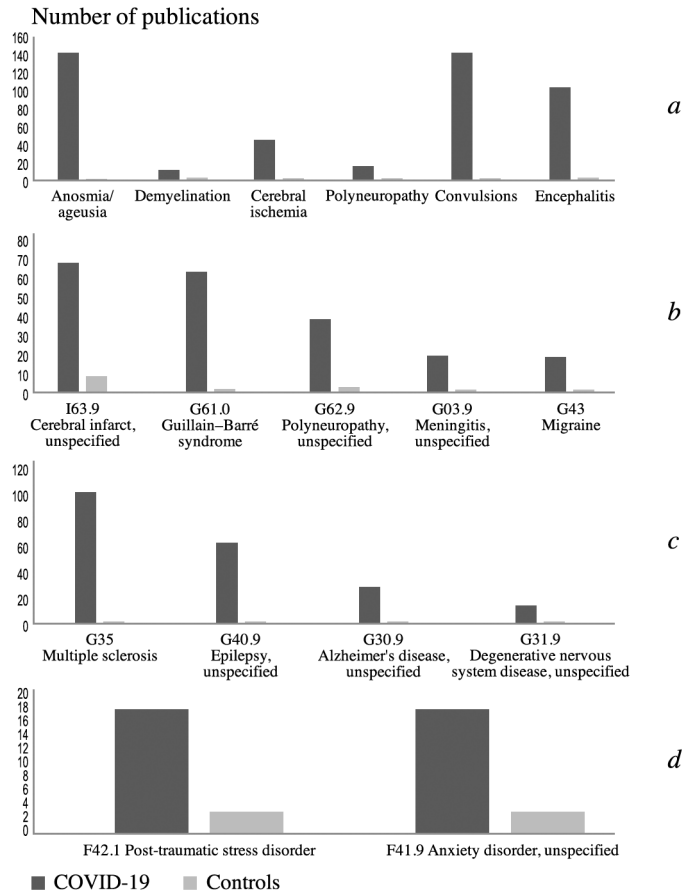 Number of publications
160
140
120
100
80
60
40
20
0
a
Anosmia/ Demyelination Cerebral Polyneuropathy Convulsions Encephalitis
ageusia ischemia
80
70
60
50
40
30
20
10
0
b
I63.9 G61.0 G62.9 G03.9 G43
Cerebral infarct, Guillain–Barré Polyneuropathy, Meningitis, Migraine
unspecified syndrome unspecified unspecified
120
100
80
60
40
20
0
c
G35 G40.9 G30.9 G31.9
Multiple sclerosis Epilepsy, Alzheimer's disease, Degenerative nervous
unspecified unspecified system disease, unspecified
20
18
16
14
12
10
8
6
4
2
0
d
F42.1 Post-traumatic stress disorder F41.9 Anxiety disorder, unspecified
COVID-19 Controls